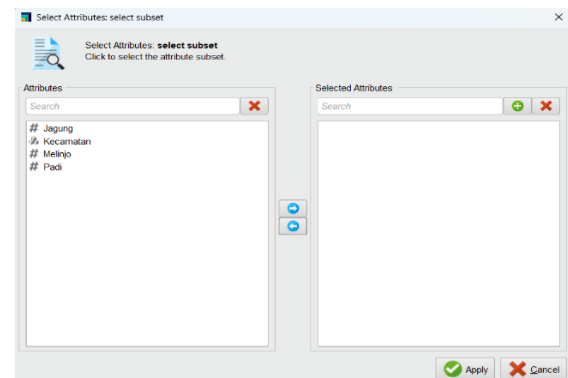 Select Attributes: select subset
Select Attributes: select subset
Click to select the attribute subset.
Attributes
Search
# Jagung
Kecamatan
# Melinjo
# Padi
Selected Attributes
Search
Apply
Cancel